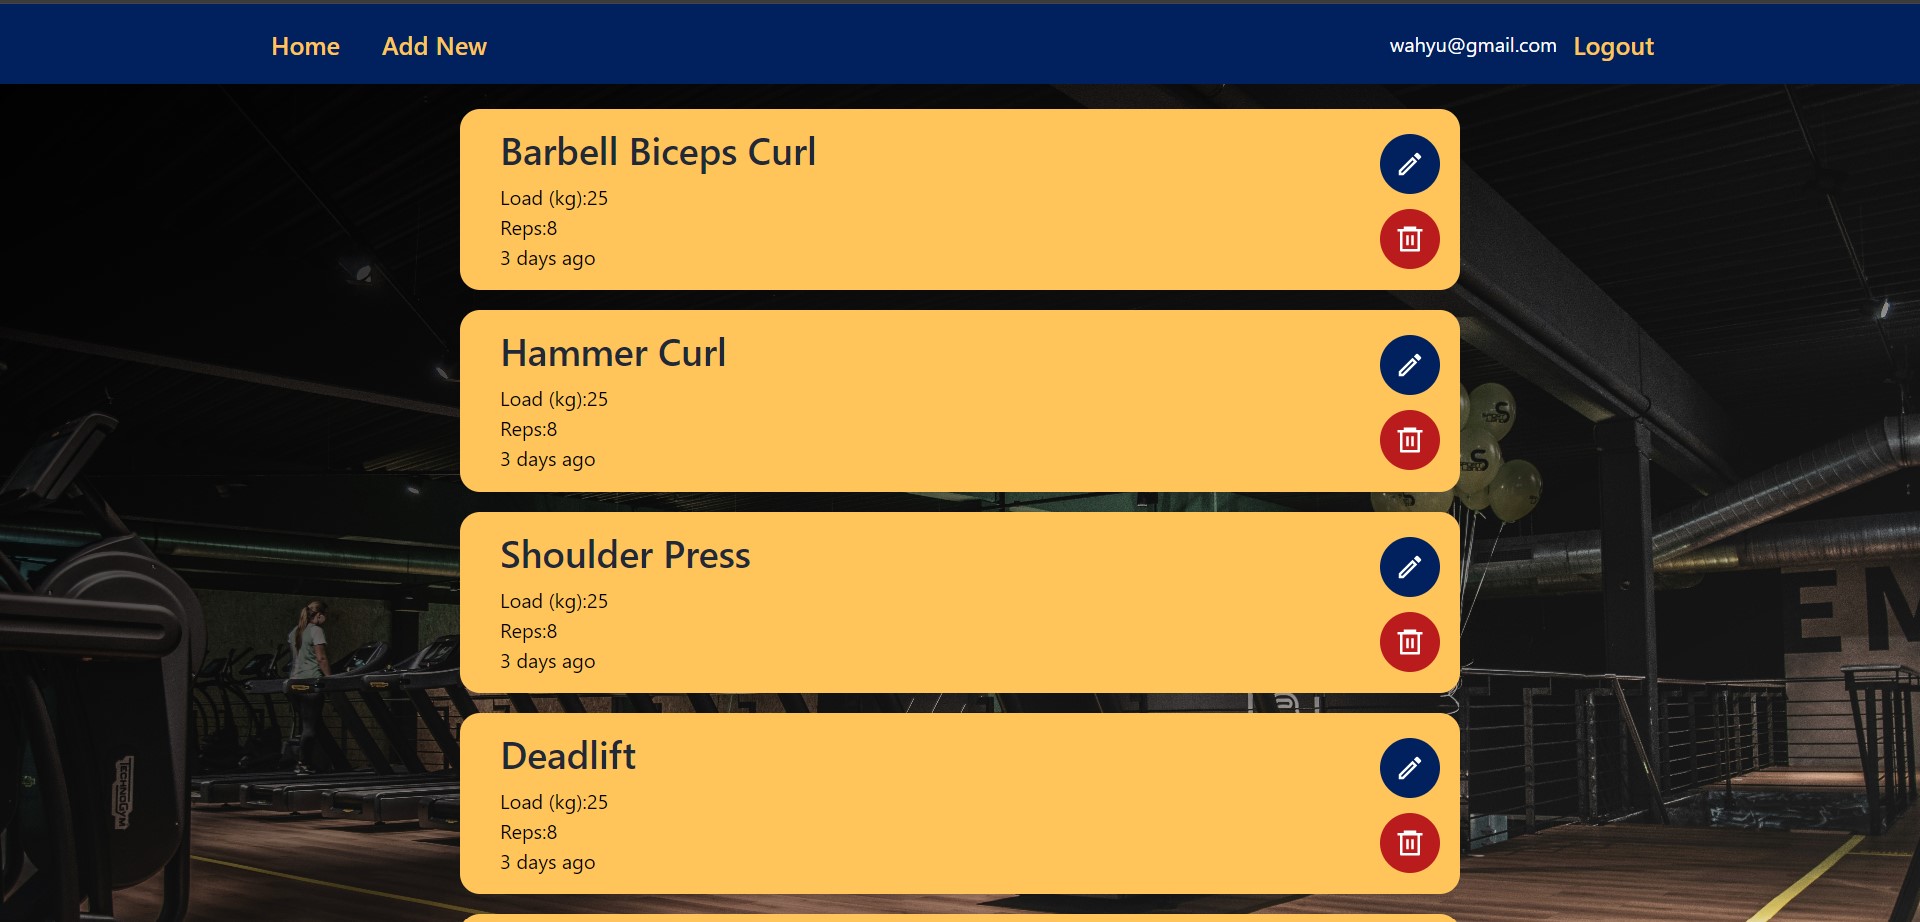 Home Add New wahyu@gmail.com Logout
Barbell Biceps Curl
Load (kg):25
Reps:8
3 days ago
Hammer Curl
Load (kg):25
Reps:8
3 days ago
Shoulder Press
Load (kg):25
Reps:8
3 days ago
Deadlift
Load (kg):25
Reps:8
3 days ago
EM
TECHNOGYM